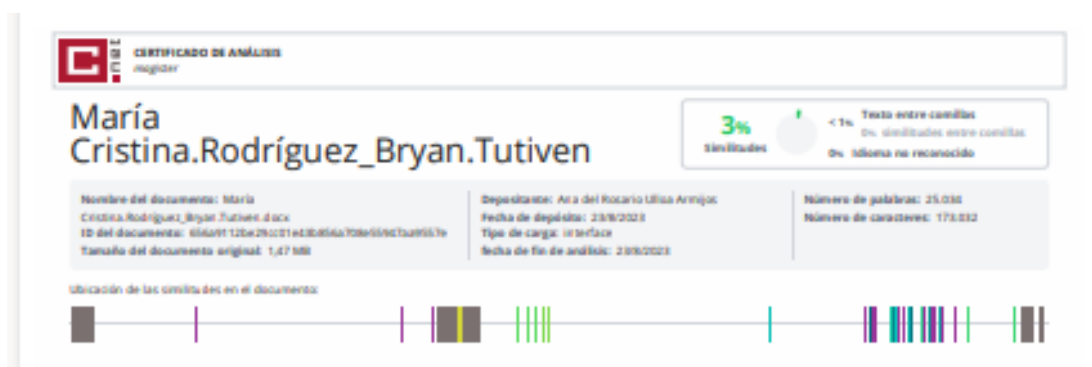 .net
CERTIFICADO DE ANÁLISIS
magister
María
Cristina.Rodríguez_Bryan.Tutiven
3%
Similitudes
< 1% Texto entre comillas
0% similitudes entre comillas
0% Idioma no reconocido
Nombre del documento: María
Cristina.Rodríguez_Bryan.Tutiven.docx
ID del documento:
Tamaño del documento original: 1,47 MB
Depositante: Ana del Rosario Ulisa Armijos
Fecha de depósito: 23/8/2023
Tipo de carga: interface
fecha de fin de análisis: 23/8/2023
Número de palabras: 25.034
Número de caracteres: 173.032
Ubicación de las similitudes en el documento: